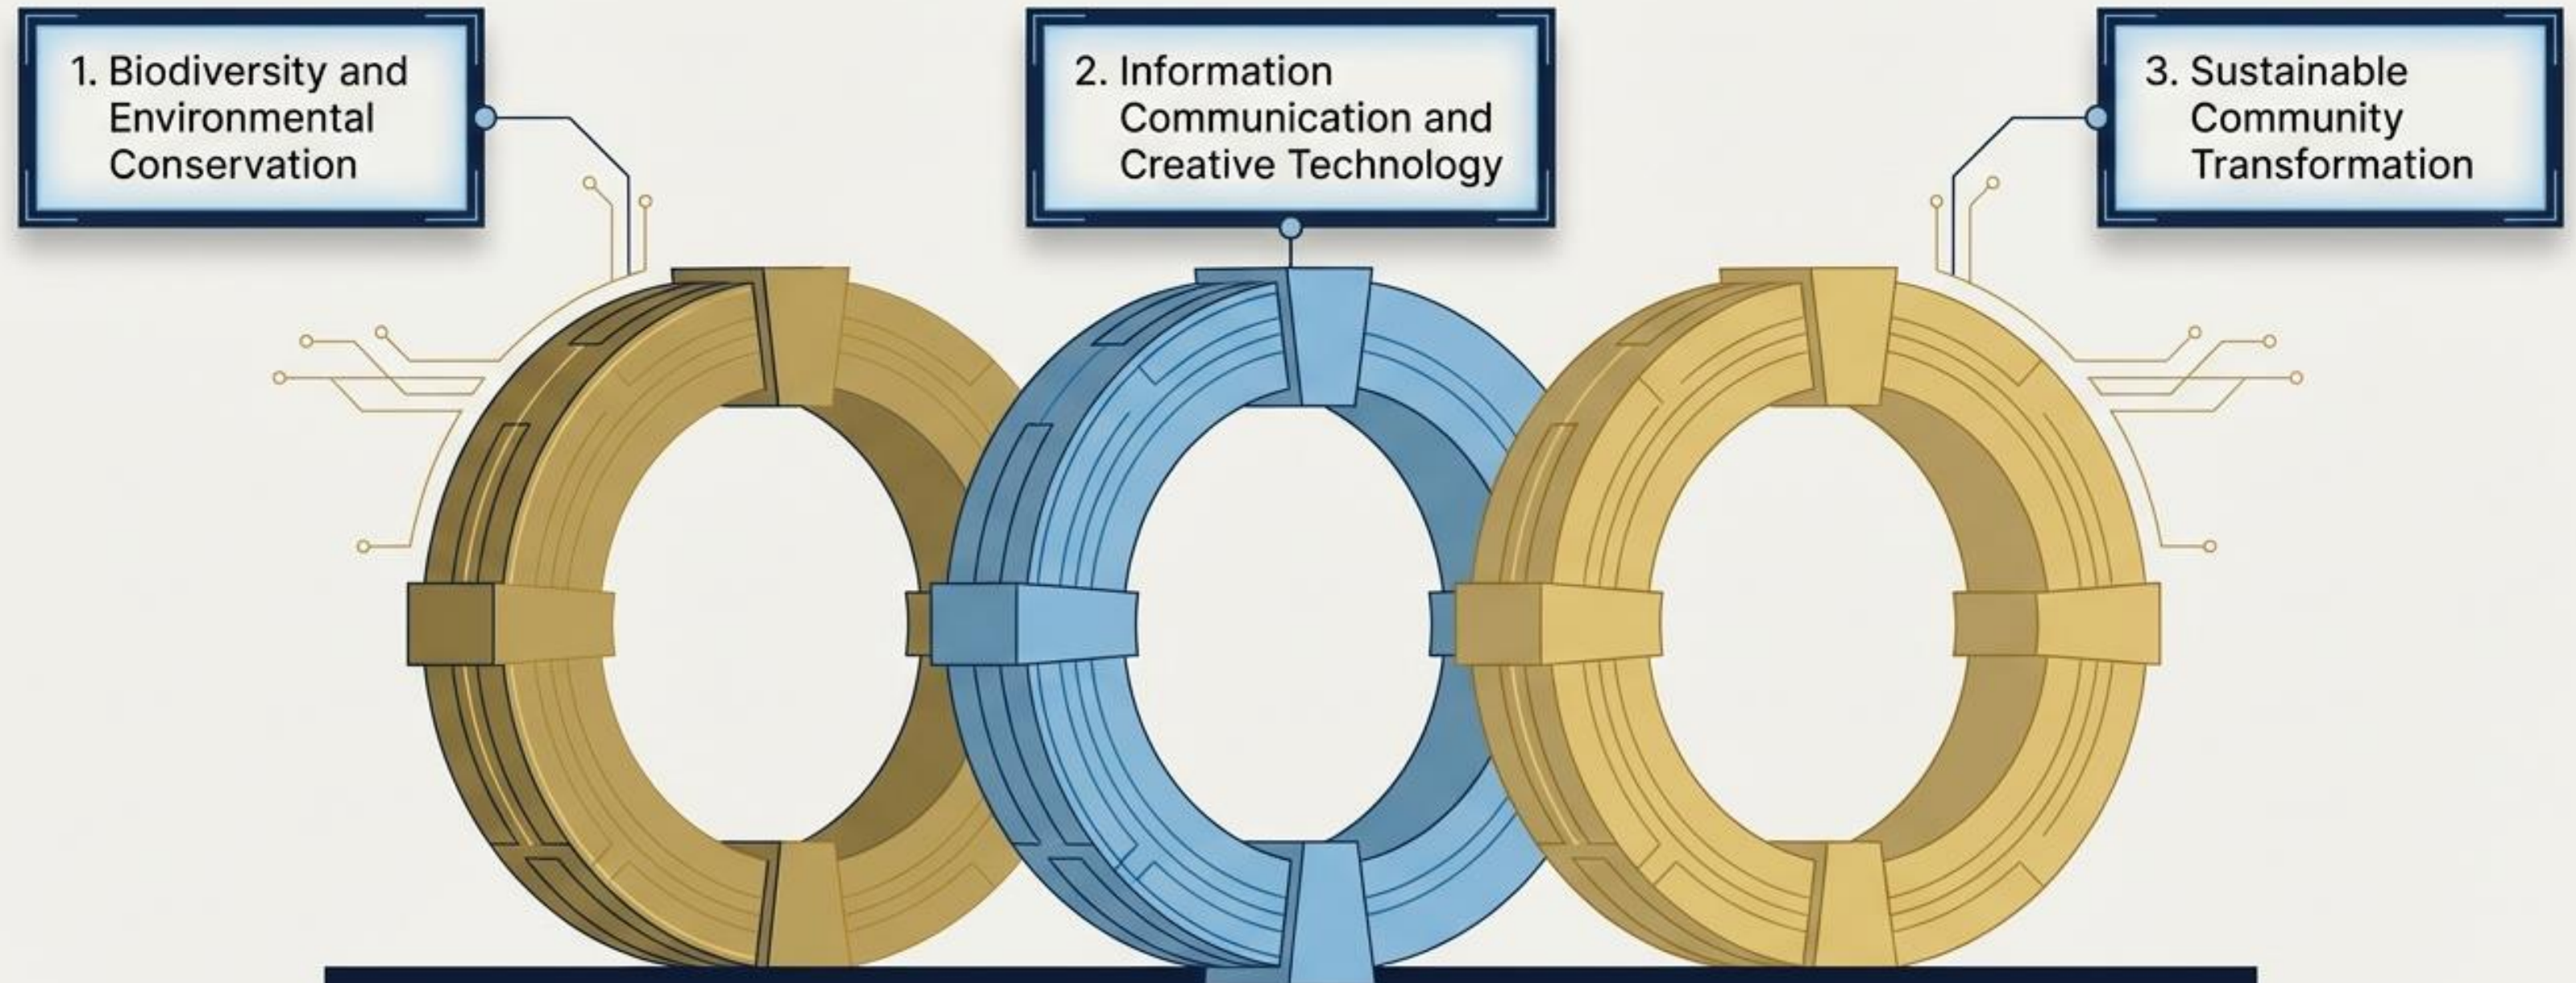 1. Biodiversity and
Environmental
Conservation
2. Information
Communication and
Creative Technology
3. Sustainable
Community
Transformation